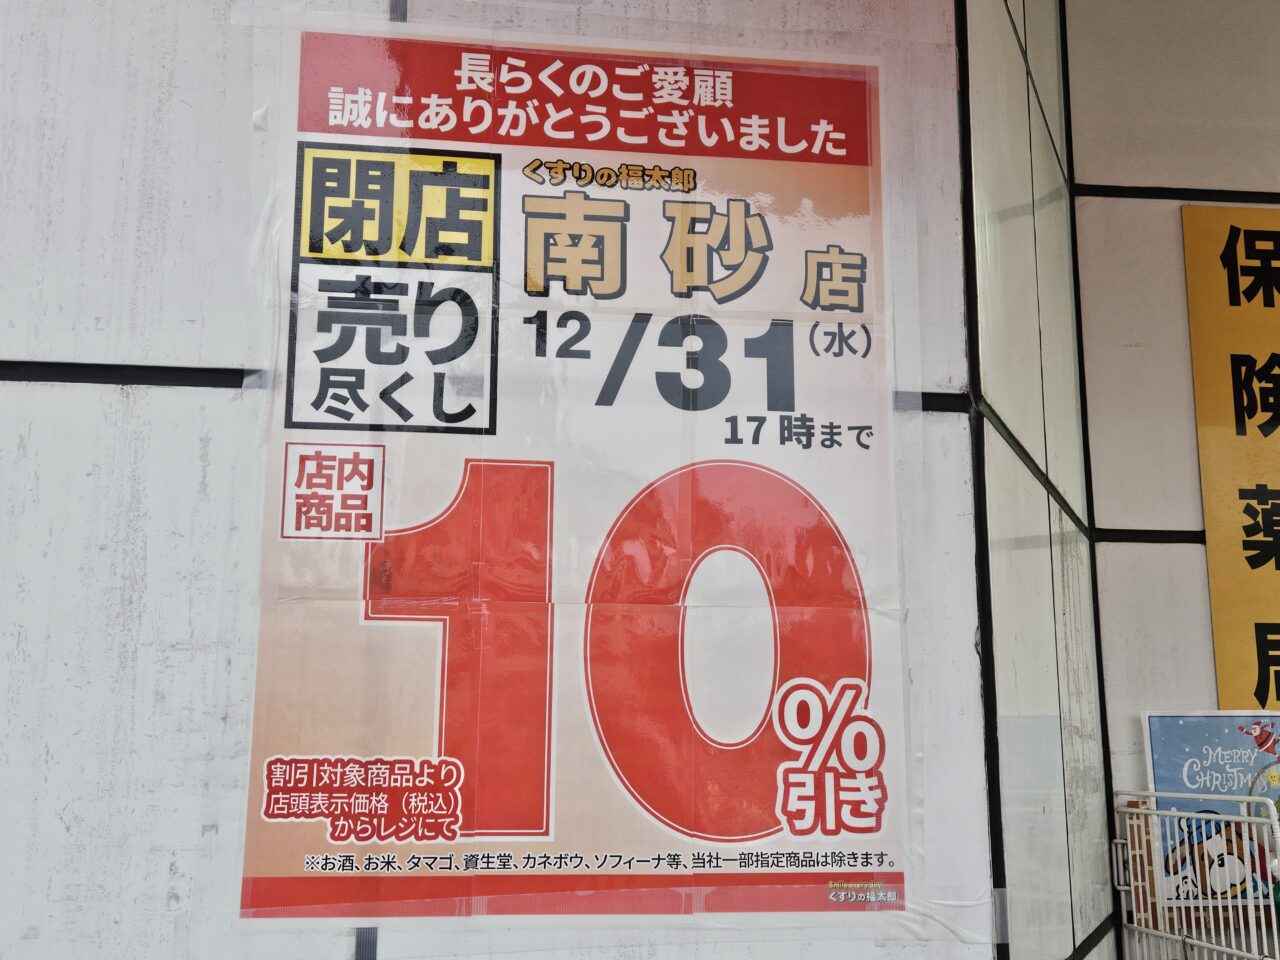 長らくのご愛顧
誠にありがとうございました
閉店
売り
尽くし
くすりの福太郎
南砂店
12/31(水)
17時まで
店内
商品
10
%
引き
割引対象商品より
店頭表示価格（税込）
からレジにて
※お酒、お米、タマゴ、資生堂、カネボウ、ソフィーナ等、当社一部指定商品は除きます。
Smile every day!
くすりの福太郎
保険薬局
MERRY
CHRISTMAS